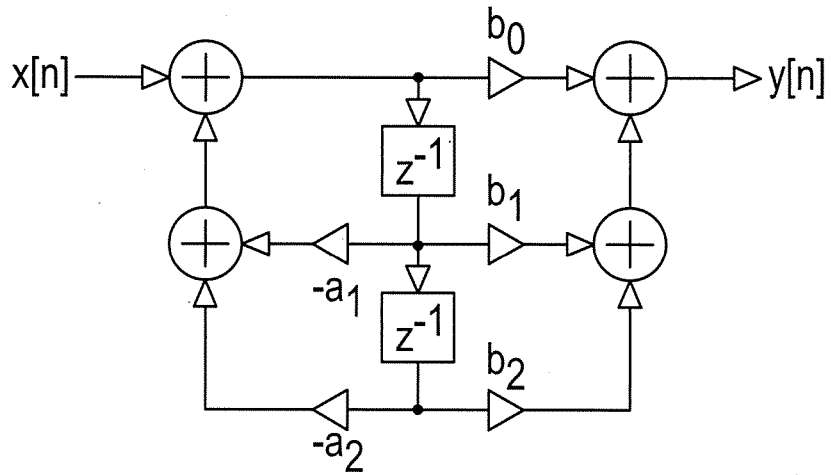 b₀
x[n]
y[n]
z⁻¹
b₁
-a₁
z⁻¹
b₂
-a₂